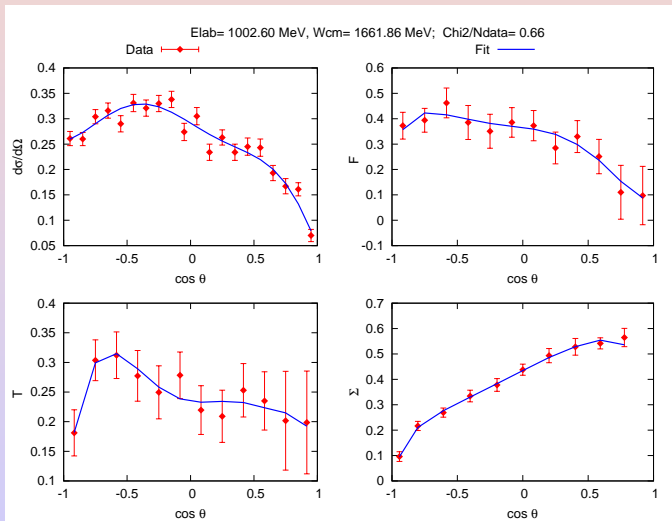 Elab= 1002.60 MeV, Wcm= 1661.86 MeV; Chi2/Ndata= 0.66
Data Fit
0.4
0.35
0.3
0.25
0.2
0.15
0.1
0.05
dσ/dΩ
-1 -0.5 0 0.5 1
cos θ
0.6
0.5
0.4
0.3
0.2
0.1
0
-0.1
F
-1 -0.5 0 0.5 1
cos θ
0.4
0.35
0.3
0.25
0.2
0.15
0.1
T
-1 -0.5 0 0.5 1
cos θ
0.7
0.6
0.5
0.4
0.3
0.2
0.1
0
Σ
-1 -0.5 0 0.5 1
cos θ